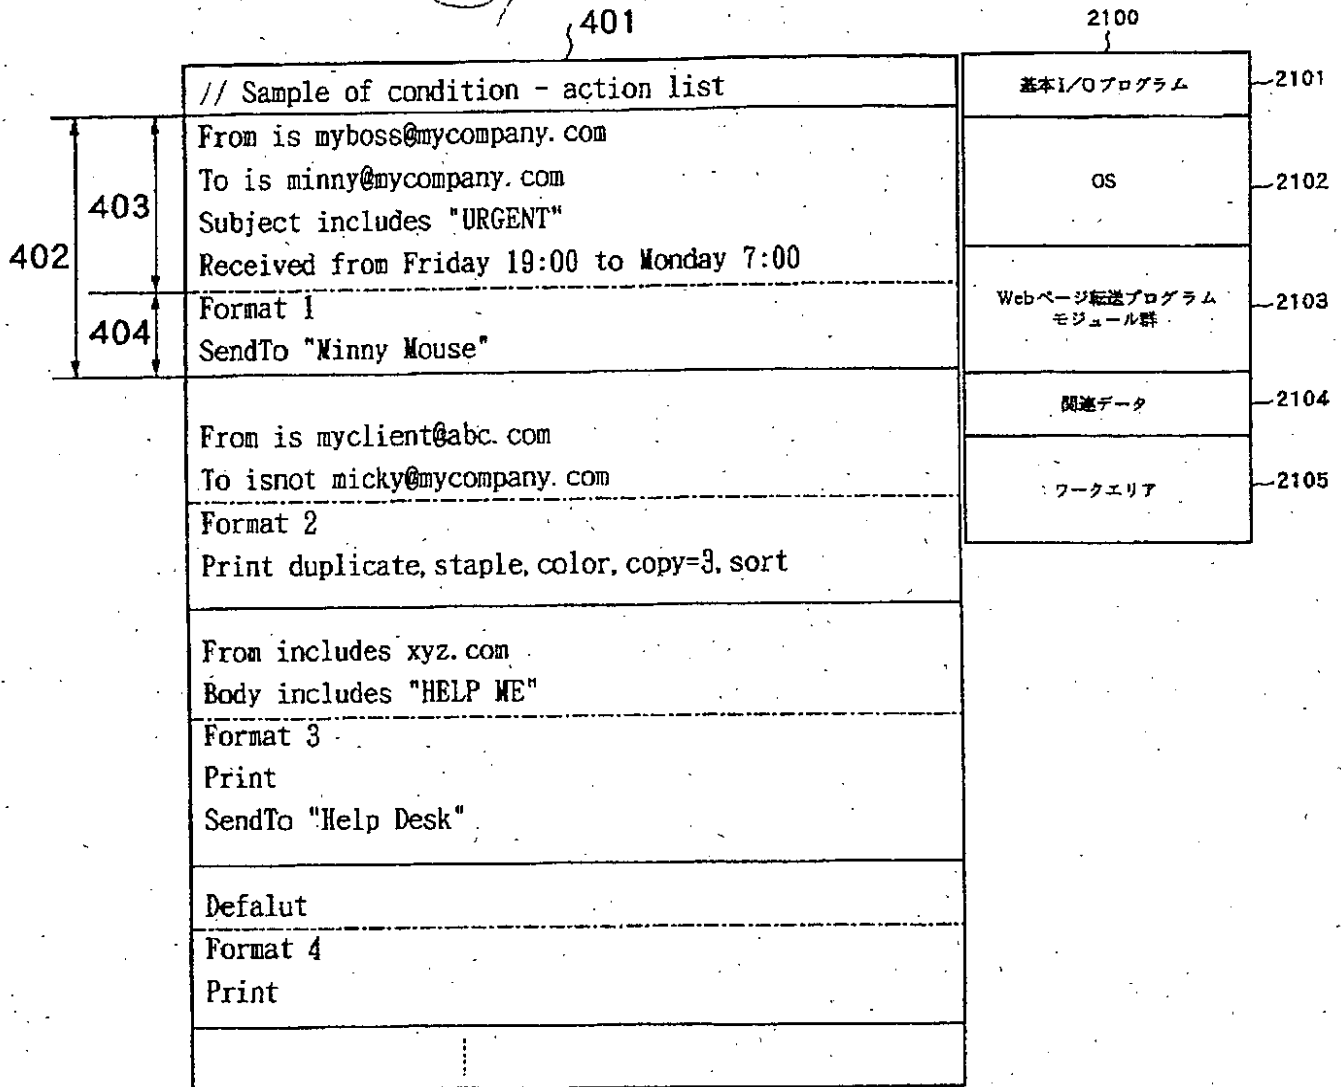 401
// Sample of condition - action list
402
403
From is myboss@mycompany.com
To is minny@mycompany.com
Subject includes "URGENT"
Received from Friday 19:00 to Monday 7:00
404
Format 1
SendTo "Minny Mouse"
From is myclient@abc.com
To isnot micky@mycompany.com
Format 2
Print duplicate, staple, color, copy=3, sort
From includes xyz.com
Body includes "HELP ME"
Format 3
Print
SendTo "Help Desk"
Defalut
Format 4
Print
2100
基本I/Oプログラム
2101
OS
2102
Webページ転送プログラム
モジュール群
2103
関連データ
2104
ワークエリア
2105